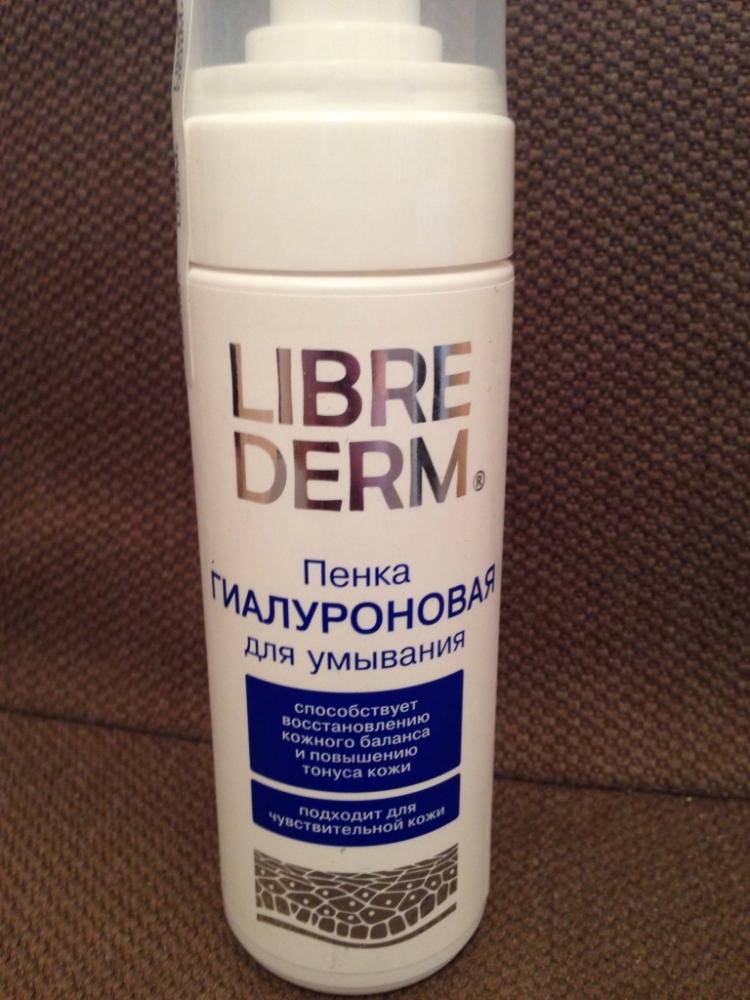 LIBRE
DERM®
Пенка
ГИАЛУРОНОВАЯ
для умывания
способствует
восстановлению
кожного баланса
и повышению
тонуса кожи
подходит для
чувствительной кожи